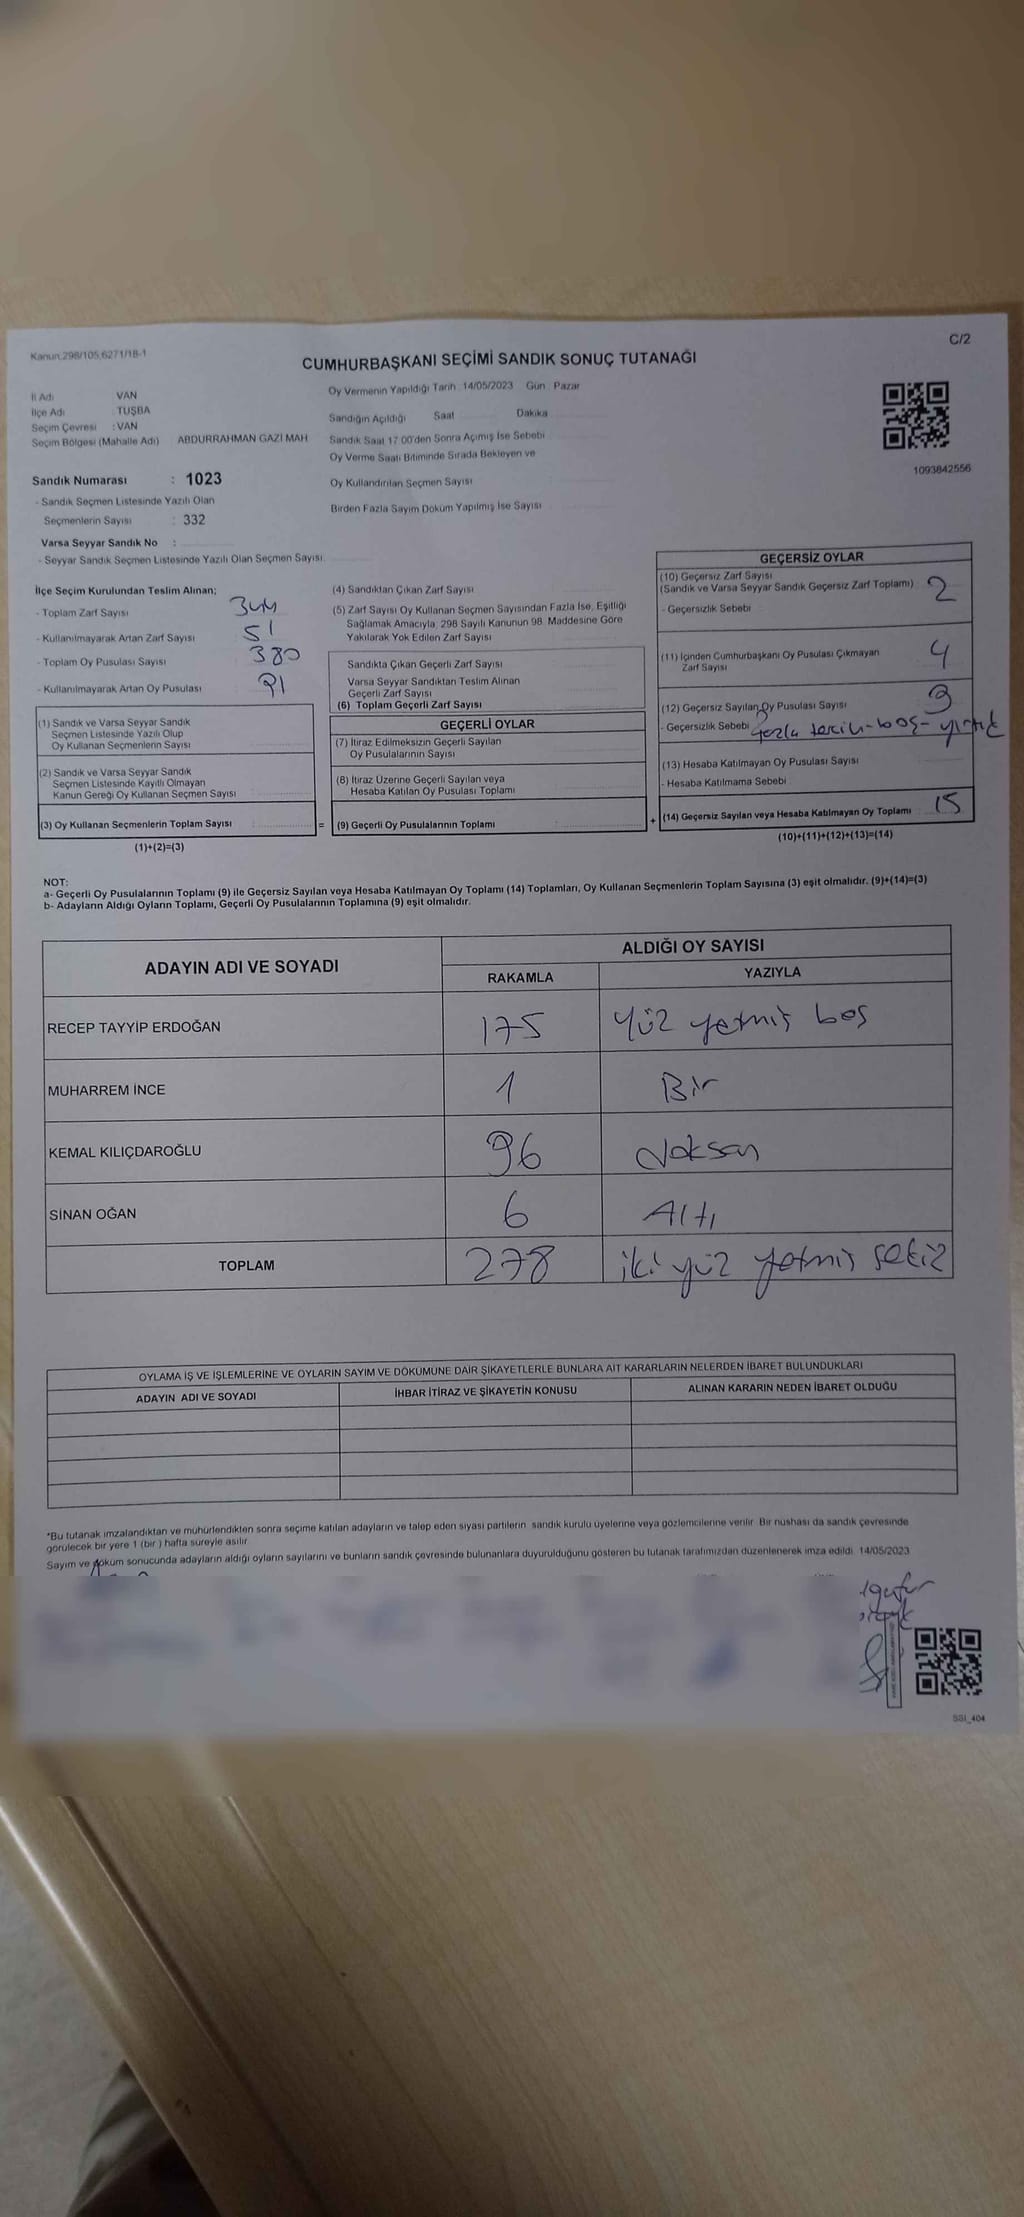 Kanun,298/105,6271/18-1
C/2
CUMHURBAŞKANI SEÇİMİ SANDIK SONUÇ TUTANAĞI
İl Adı VAN
İlçe Adı : TUŞBA
Seçim Çevresi : VAN
Seçim Bölgesi (Mahalle Adı) ABDURRAHMAN GAZİ MAH
Oy Vermenin Yapıldığı Tarih : 14/05/2023 Gün : Pazar
Sandığın Açıldığı Saat Dakika
Sandık Saat 17:00'den Sonra Açımış İse Sebebi
Oy Verme Saati Bitiminde Sırada Bekleyen ve
Oy Kullandırılan Seçmen Sayısı
Birden Fazla Sayım Döküm Yapılmış İse Sayısı
1093842556
Sandık Numarası : 1023
- Sandık Seçmen Listesinde Yazılı Olan
Seçmenlerin Sayısı : 332
Varsa Seyyar Sandık No :
- Seyyar Sandık Seçmen Listesinde Yazılı Olan Seçmen Sayısı:
İlçe Seçim Kurulundan Teslim Alınan;
- Toplam Zarf Sayısı 344
- Kullanılmayarak Artan Zarf Sayısı 51
- Toplam Oy Pusulası Sayısı 380
- Kullanılmayarak Artan Oy Pusulası 91
(1) Sandık ve Varsa Seyyar Sandık
Seçmen Listesinde Yazılı Olup
Oy Kullanan Seçmenlerin Sayısı
(2) Sandık ve Varsa Seyyar Sandık
Seçmen Listesinde Kayıtlı Olmayan
Kanun Gereği Oy Kullanan Seçmen Sayısı
(3) Oy Kullanan Seçmenlerin Toplam Sayısı :
(1)+(2)=(3)
(4) Sandıktan Çıkan Zarf Sayısı
(5) Zarf Sayısı Oy Kullanan Seçmen Sayısından Fazla İse, Eşitliği
Sağlamak Amacıyla, 298 Sayılı Kanunun 98. Maddesine Göre
Yakılarak Yok Edilen Zarf Sayısı
Sandıkta Çıkan Geçerli Zarf Sayısı
Varsa Seyyar Sandıktan Teslim Alınan
Geçerli Zarf Sayısı
(6) Toplam Geçerli Zarf Sayısı
GEÇERLİ OYLAR
(7) İtiraz Edilmeksizin Geçerli Sayılan
Oy Pusulalarının Sayısı
(8) İtiraz Üzerine Geçerli Sayılan veya
Hesaba Katılan Oy Pusulası Toplamı
= (9) Geçerli Oy Pusulalarının Toplamı :
GEÇERSİZ OYLAR
(10) Geçersiz Zarf Sayısı
(Sandık ve Varsa Seyyar Sandık Geçersiz Zarf Toplamı) 2
- Geçersizlik Sebebi
(11) İçinden Cumhurbaşkanı Oy Pusulası Çıkmayan
Zarf Sayısı 4
(12) Geçersiz Sayılan Oy Pusulası Sayısı 9
- Geçersizlik Sebebi fazla tercih-boş-yırtık
(13) Hesaba Katılmayan Oy Pusulası Sayısı
- Hesaba Katılmama Sebebi
+ (14) Geçersiz Sayılan veya Hesaba Katılmayan Oy Toplamı 15
(10)+(11)+(12)+(13)=(14)
NOT:
a- Geçerli Oy Pusulalarının Toplamı (9) ile Geçersiz Sayılan veya Hesaba Katılmayan Oy Toplamı (14) Toplamları, Oy Kullanan Seçmenlerin Toplam Sayısına (3) eşit olmalıdır. (9)+(14)=(3)
b- Adayların Aldığı Oyların Toplamı, Geçerli Oy Pusulalarının Toplamına (9) eşit olmalıdır.
ADAYIN ADI VE SOYADI
ALDIĞI OY SAYISI
RAKAMLA YAZIYLA
RECEP TAYYİP ERDOĞAN 175 Yüz yetmiş beş
MUHARREM İNCE 1 Bir
KEMAL KILIÇDAROĞLU 96 Doksan
SİNAN OĞAN 6 Altı
TOPLAM 278 iki yüz yetmiş sekiz
OYLAMA İŞ VE İŞLEMLERİNE VE OYLARIN SAYIM VE DÖKÜMÜNE DAİR ŞİKAYETLERLE BUNLARA AİT KARARLARIN NELERDEN İBARET BULUNDUKLARI
ADAYIN ADI VE SOYADI İHBAR İTİRAZ VE ŞİKAYETİN KONUSU ALINAN KARARIN NEDEN İBARET OLDUĞU
*Bu tutanak imzalandıktan ve mühürlendikten sonra seçime katılan adayların ve talep eden siyasi partilerin sandık kurulu üyelerine veya gözlemcilerine verilir. Bir nüshası da sandık çevresinde
görülecek bir yere 1 (bir ) hafta süreyle asılır.
Sayım ve döküm sonucunda adayların aldığı oyların sayılarını ve bunların sandık çevresinde bulunanlara duyurulduğunu gösteren bu tutanak tarafımızdan düzenlenerek imza edildi. 14/05/2023
SSI_404